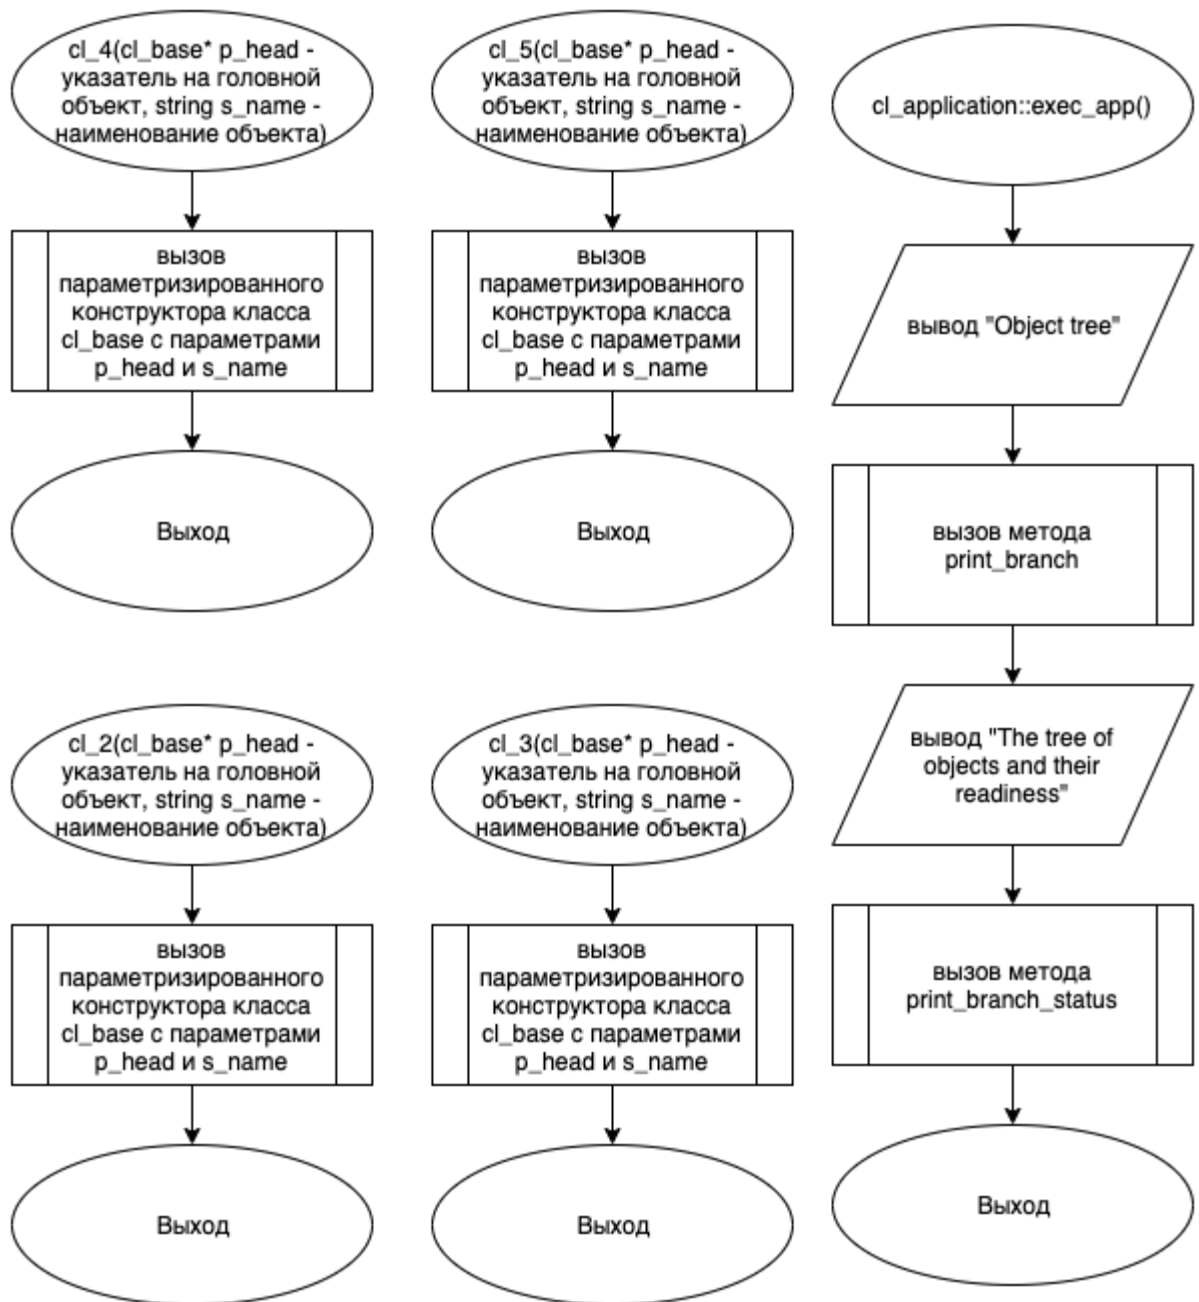 cl_4(cl_base* p_head -
указатель на головной
объект, string s_name -
наименование объекта)
вызов
параметризированного
конструктора класса
cl_base с параметрами
p_head и s_name
Выход
cl_5(cl_base* p_head -
указатель на головной
объект, string s_name -
наименование объекта)
вызов
параметризированного
конструктора класса
cl_base с параметрами
p_head и s_name
Выход
cl_application::exec_app()
вывод "Object tree"
вызов метода
print_branch
вывод "The tree of
objects and their
readiness"
вызов метода
print_branch_status
Выход
cl_2(cl_base* p_head -
указатель на головной
объект, string s_name -
наименование объекта)
вызов
параметризированного
конструктора класса
cl_base с параметрами
p_head и s_name
Выход
cl_3(cl_base* p_head -
указатель на головной
объект, string s_name -
наименование объекта)
вызов
параметризированного
конструктора класса
cl_base с параметрами
p_head и s_name
Выход